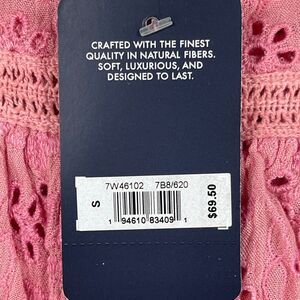 CRAFTED WITH THE FINEST
QUALITY IN NATURAL FIBERS.
SOFT, LUXURIOUS, AND
DESIGNED TO LAST.
7W46102 7B8/620
S
$69.50
1 94610 83409 1